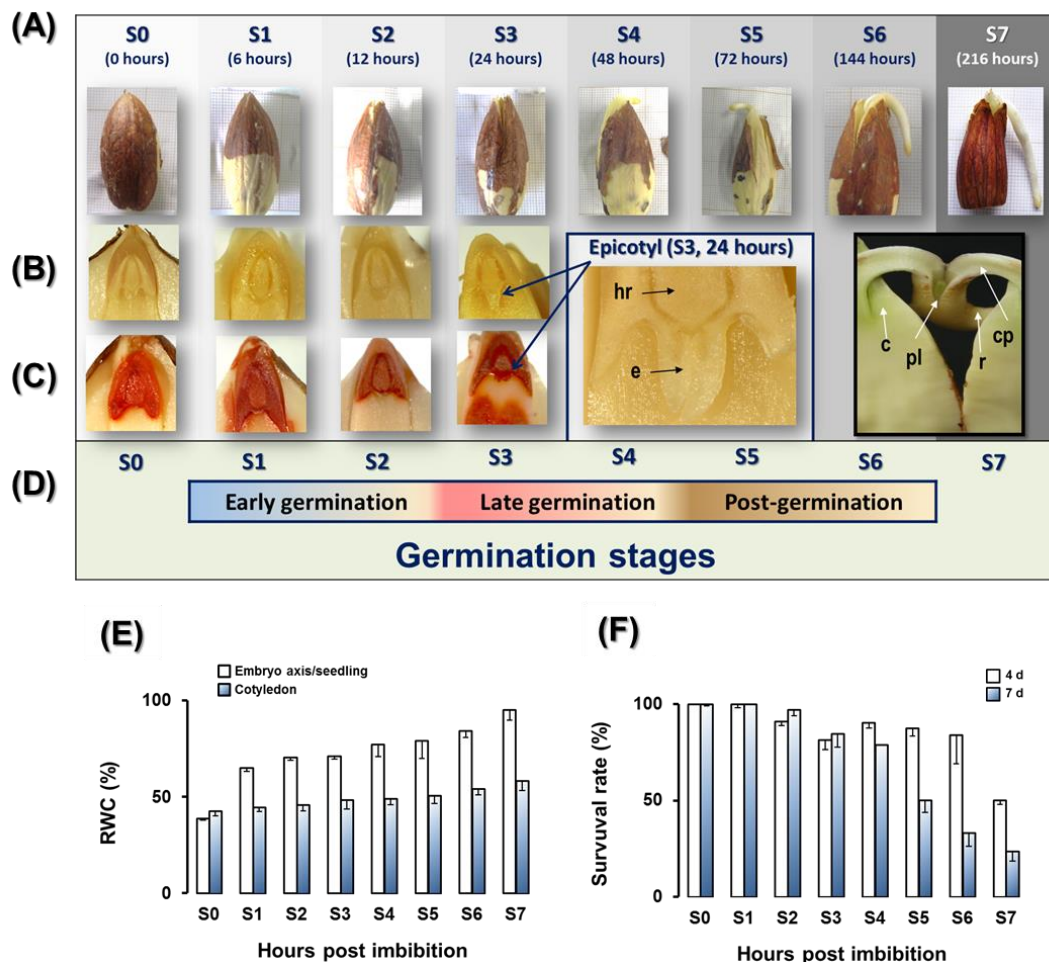 (A)
S0 S1 S2 S3 S4 S5 S6 S7
(0 hours) (6 hours) (12 hours) (24 hours) (48 hours) (72 hours) (144 hours) (216 hours)
(B)
Epicotyl (S3, 24 hours)
hr
e
c
pl
r
cp
(C)
S0 S1 S2 S3 S4 S5 S6 S7
(D)
Early germination Late germination Post-germination
Germination stages
(E)
Embryo axis/seedling
Cotyledon
100
50
0
RWC (%)
S0 S1 S2 S3 S4 S5 S6 S7
Hours post imbibition
(F)
4 d
7 d
100
50
0
Survuval rate (%)
S0 S1 S2 S3 S4 S5 S6 S7
Hours post imbibition